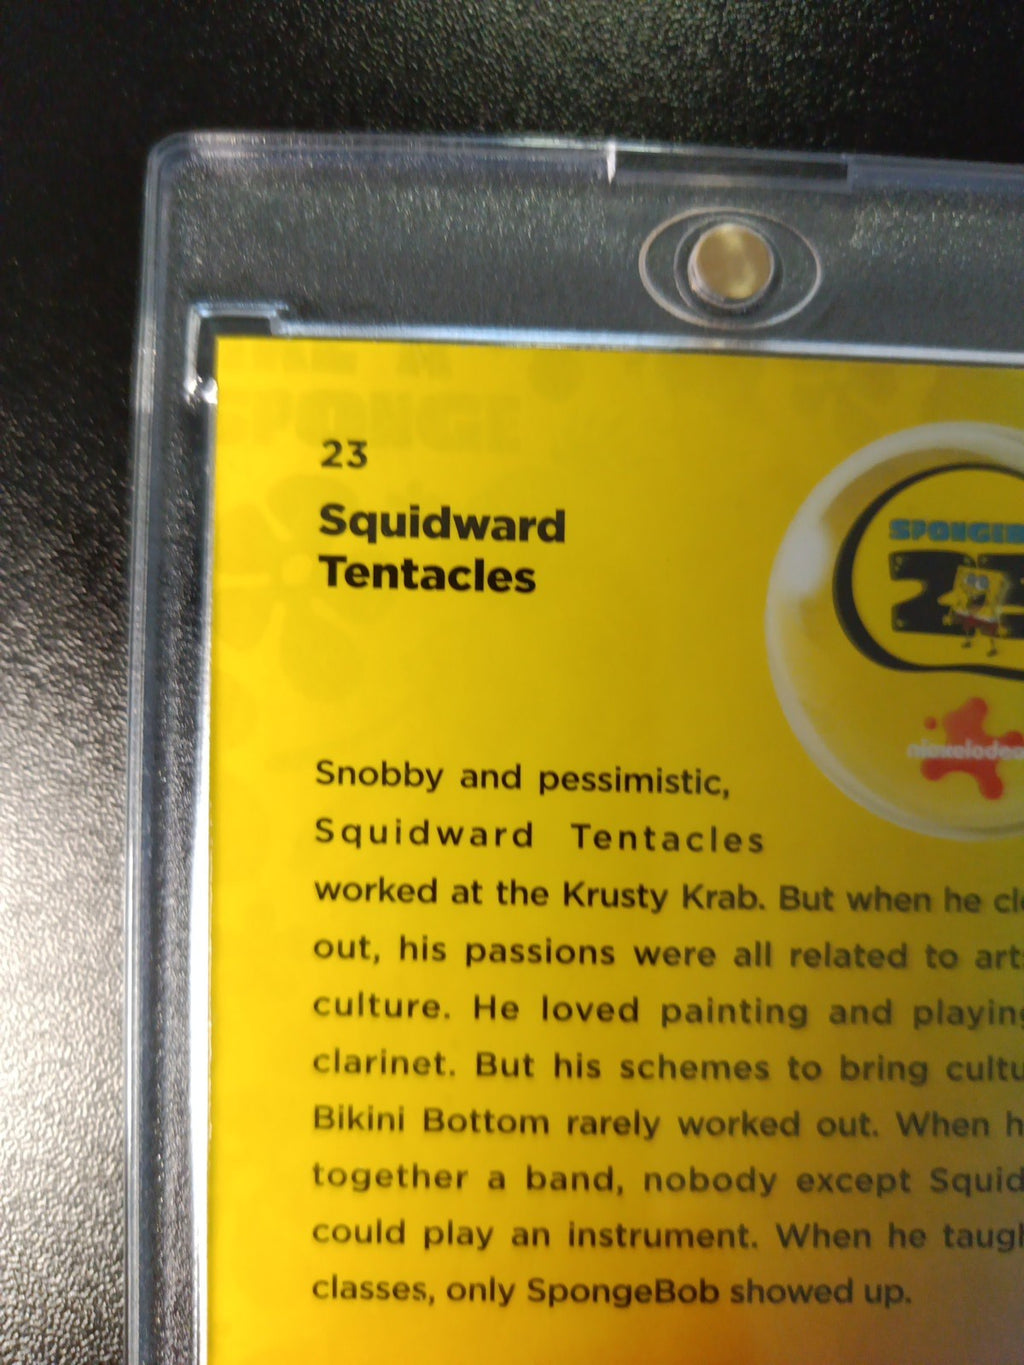 23
Squidward
Tentacles
Snobby and pessimistic,
Squidward Tentacles
worked at the Krusty Krab. But when he
out, his passions were all related to
culture. He loved painting and playing
clarinet. But his schemes to bring
Bikini Bottom rarely worked out. When
together a band, nobody except
could play an instrument. When he
classes, only SpongeBob showed up.
SPONGE